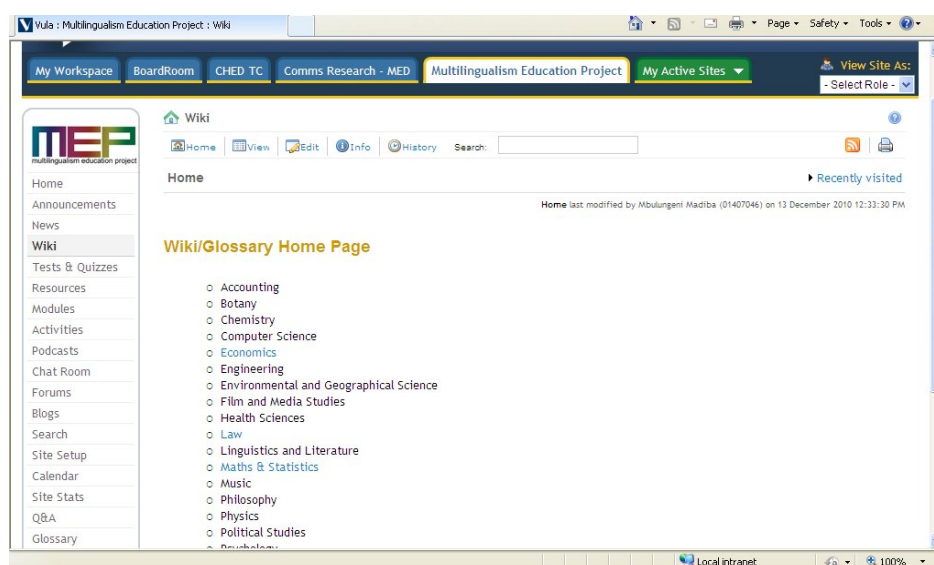 Vula : Multilingualism Education Project : Wiki
Page Safety Tools
My Workspace BoardRoom CHED TC Comms Research - MED Multilingualism Education Project My Active Sites View Site As:
- Select Role -
MEP
multilingualism education project
Home
Announcements
News
Wiki
Tests & Quizzes
Resources
Modules
Activities
Podcasts
Chat Room
Forums
Blogs
Search
Site Setup
Calendar
Site Stats
Q&A
Glossary
Wiki
Home View Edit Info History Search:
Home Recently visited
Home last modified by Mbulungeni Madiba (01407046) on 13 December 2010 12:33:30 PM
Wiki/Glossary Home Page
Accounting
Botany
Chemistry
Computer Science
Economics
Engineering
Environmental and Geographical Science
Film and Media Studies
Health Sciences
Law
Linguistics and Literature
Maths & Statistics
Music
Philosophy
Physics
Political Studies
Psychology
Local intranet 100%